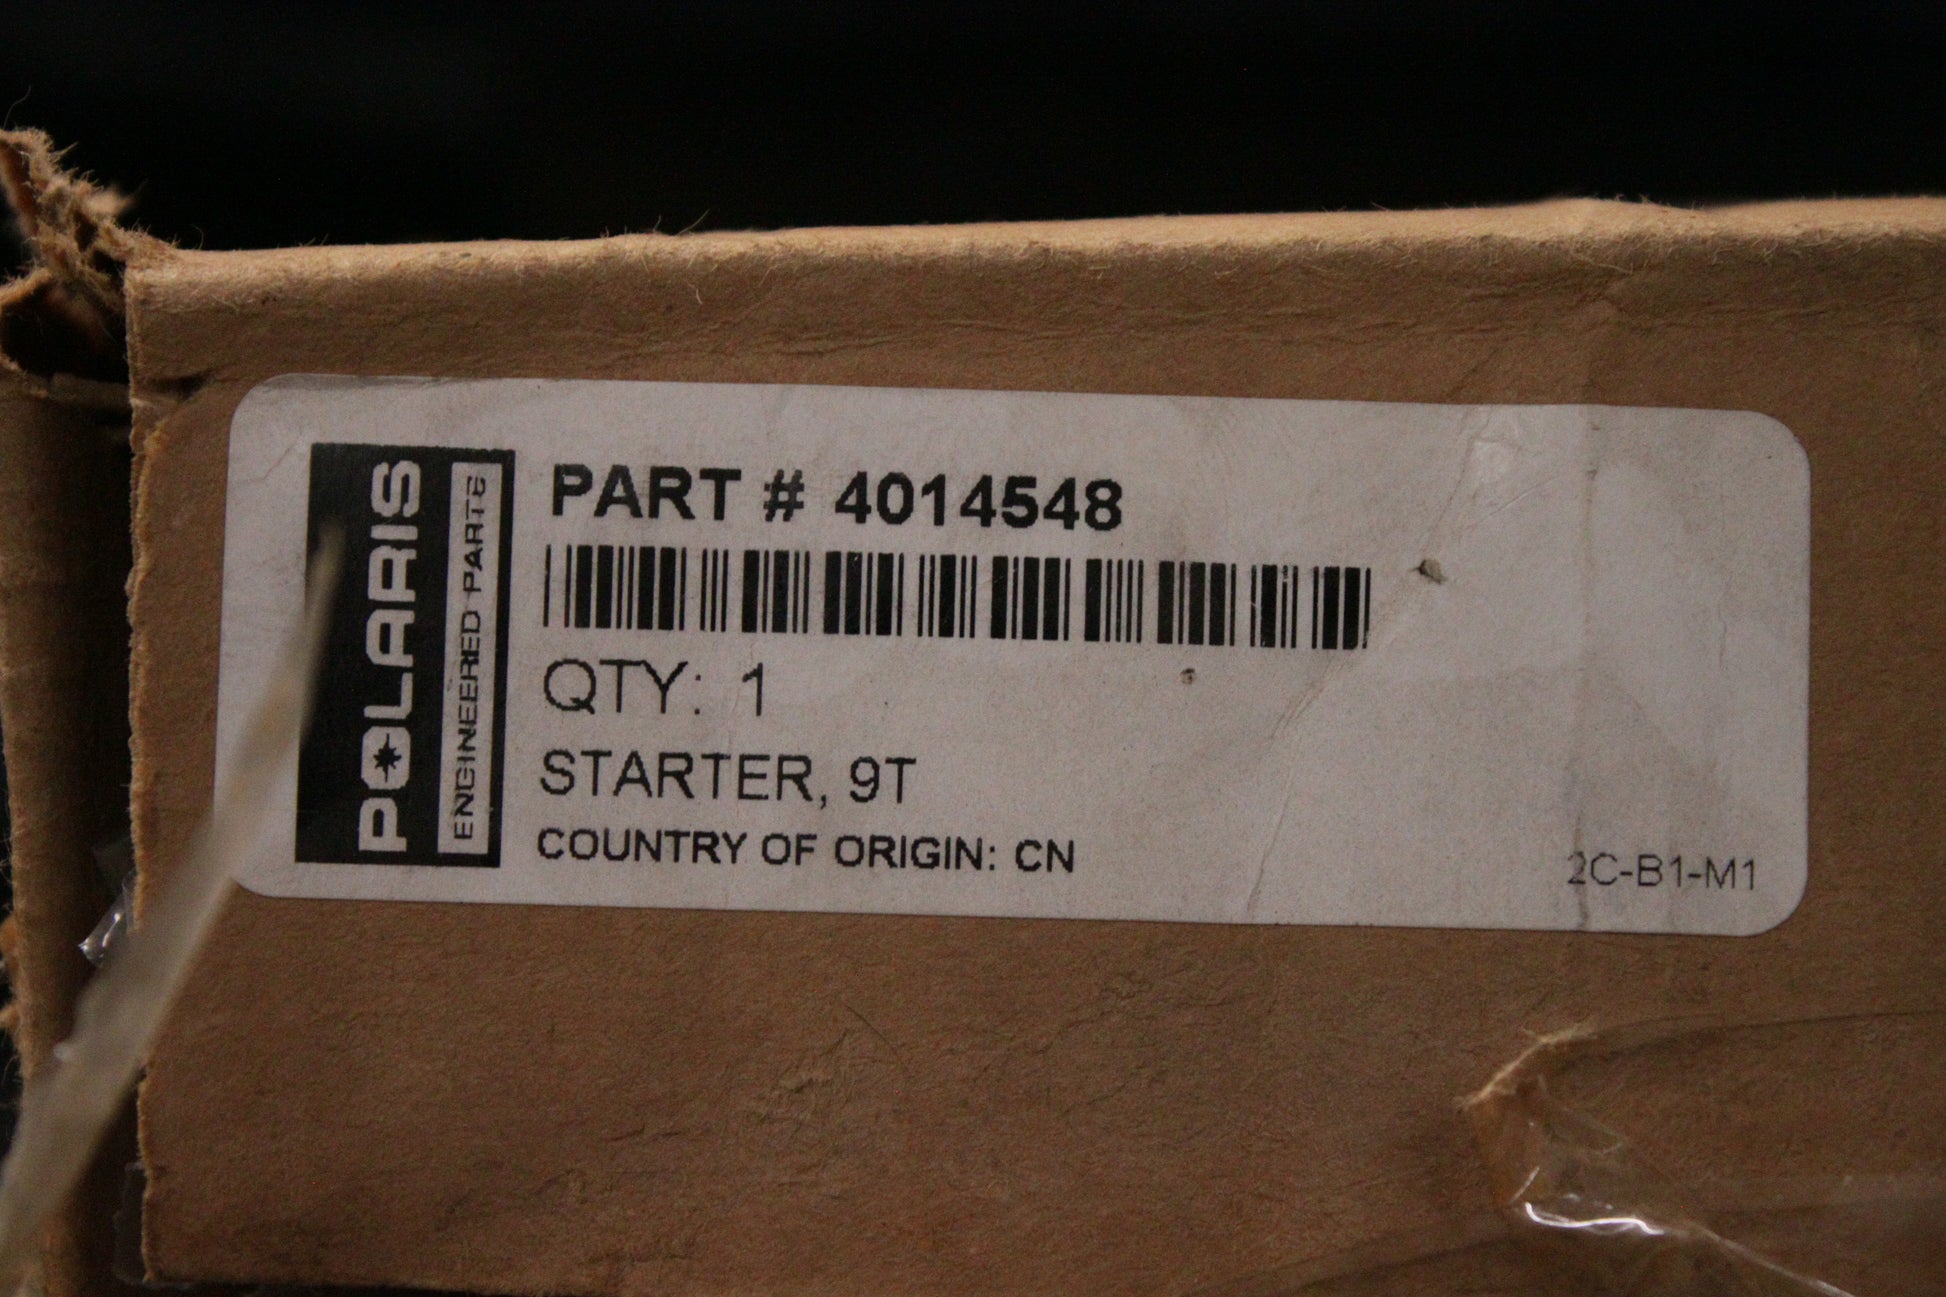 POLARIS
ENGINEERED PARTS
PART # 4014548
QTY: 1
STARTER, 9T
COUNTRY OF ORIGIN: CN
2C-B1-M1